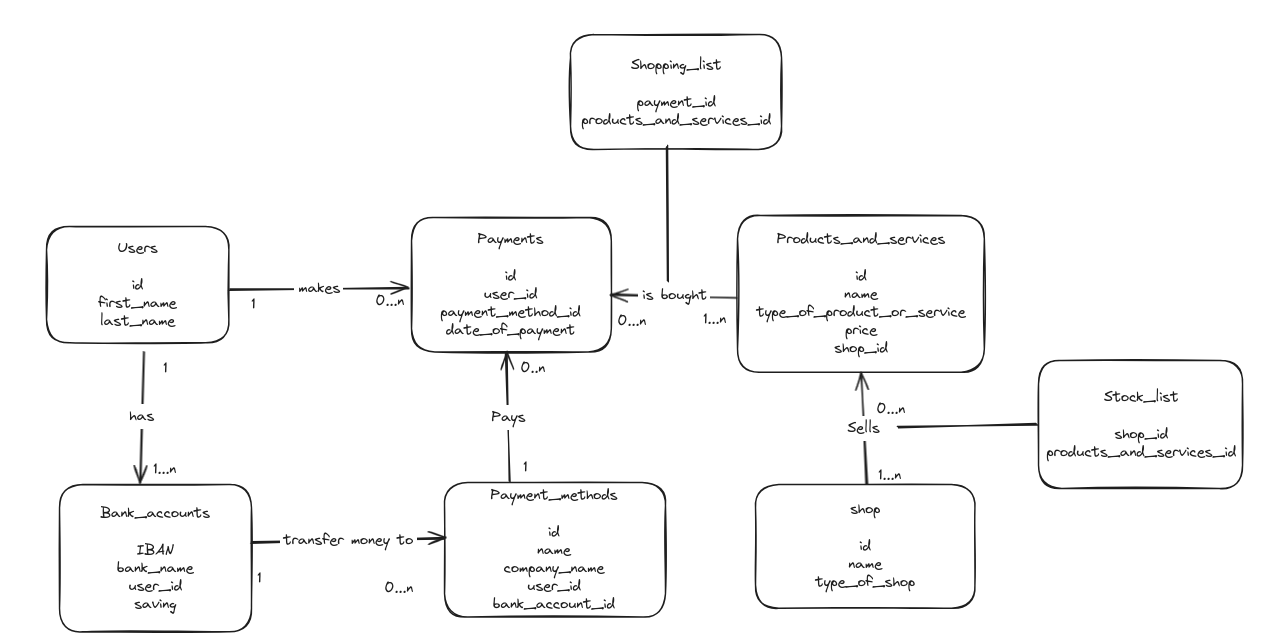 Shopping_list
payment_id
products_and_services_id
Users
id
first_name
last_name
1
makes
0...n
Payments
id
user_id
payment_method_id
date_of_payment
is bought
0...n
1...n
Products_and_services
id
name
type_of_product_or_service
price
shop_id
1
has
1...n
0..n
Pays
1
0...n
Sells
1...n
Stock_list
shop_id
products_and_services_id
Bank_accounts
IBAN
bank_name
user_id
saving
transfer money to
1
0...n
Payment_methods
id
name
company_name
user_id
bank_account_id
shop
id
name
type_of_shop